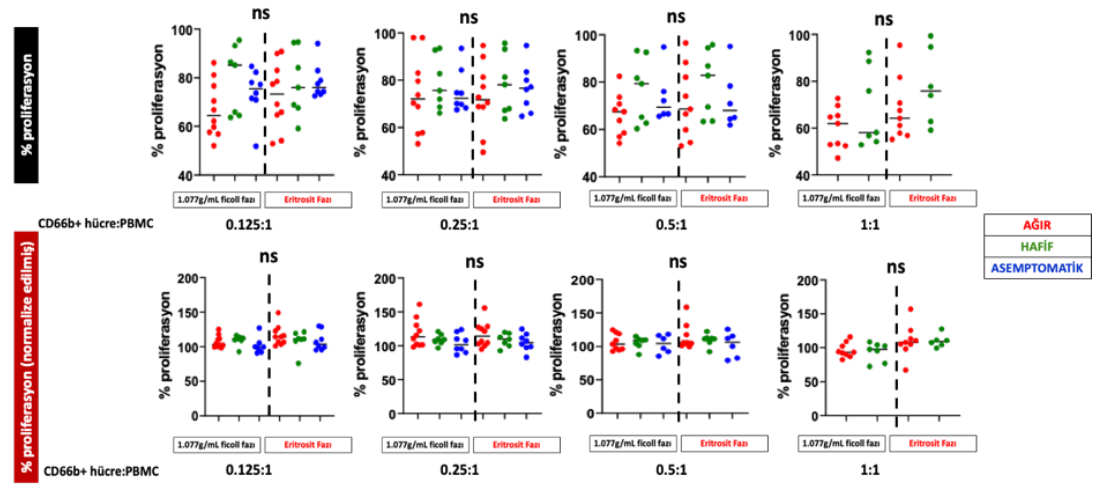 % proliferasyon
ns
ns
ns
ns
% proliferasyon
100
80
60
40
% proliferasyon
100
80
60
40
% proliferasyon
100
80
60
40
% proliferasyon
100
80
60
40
1.077g/mL ficoll fazı
Eritrosit Fazı
1.077g/mL ficoll fazı
Eritrosit Fazı
1.077g/mL ficoll fazı
Eritrosit Fazı
1.077g/mL ficoll fazı
Eritrosit Fazı
CD66b+ hücre:PBMC
0.125:1
0.25:1
0.5:1
1:1
AĞIR
HAFİF
ASEMPTOMATİK
% proliferasyon (normalize edilmiş)
ns
ns
ns
ns
% proliferasyon
200
150
100
50
0
% proliferasyon
200
150
100
50
0
% proliferasyon
200
150
100
50
0
% proliferasyon
200
150
100
50
0
1.077g/mL ficoll fazı
Eritrosit Fazı
1.077g/mL ficoll fazı
Eritrosit Fazı
1.077g/mL ficoll fazı
Eritrosit Fazı
1.077g/mL ficoll fazı
Eritrosit Fazı
CD66b+ hücre:PBMC
0.125:1
0.25:1
0.5:1
1:1